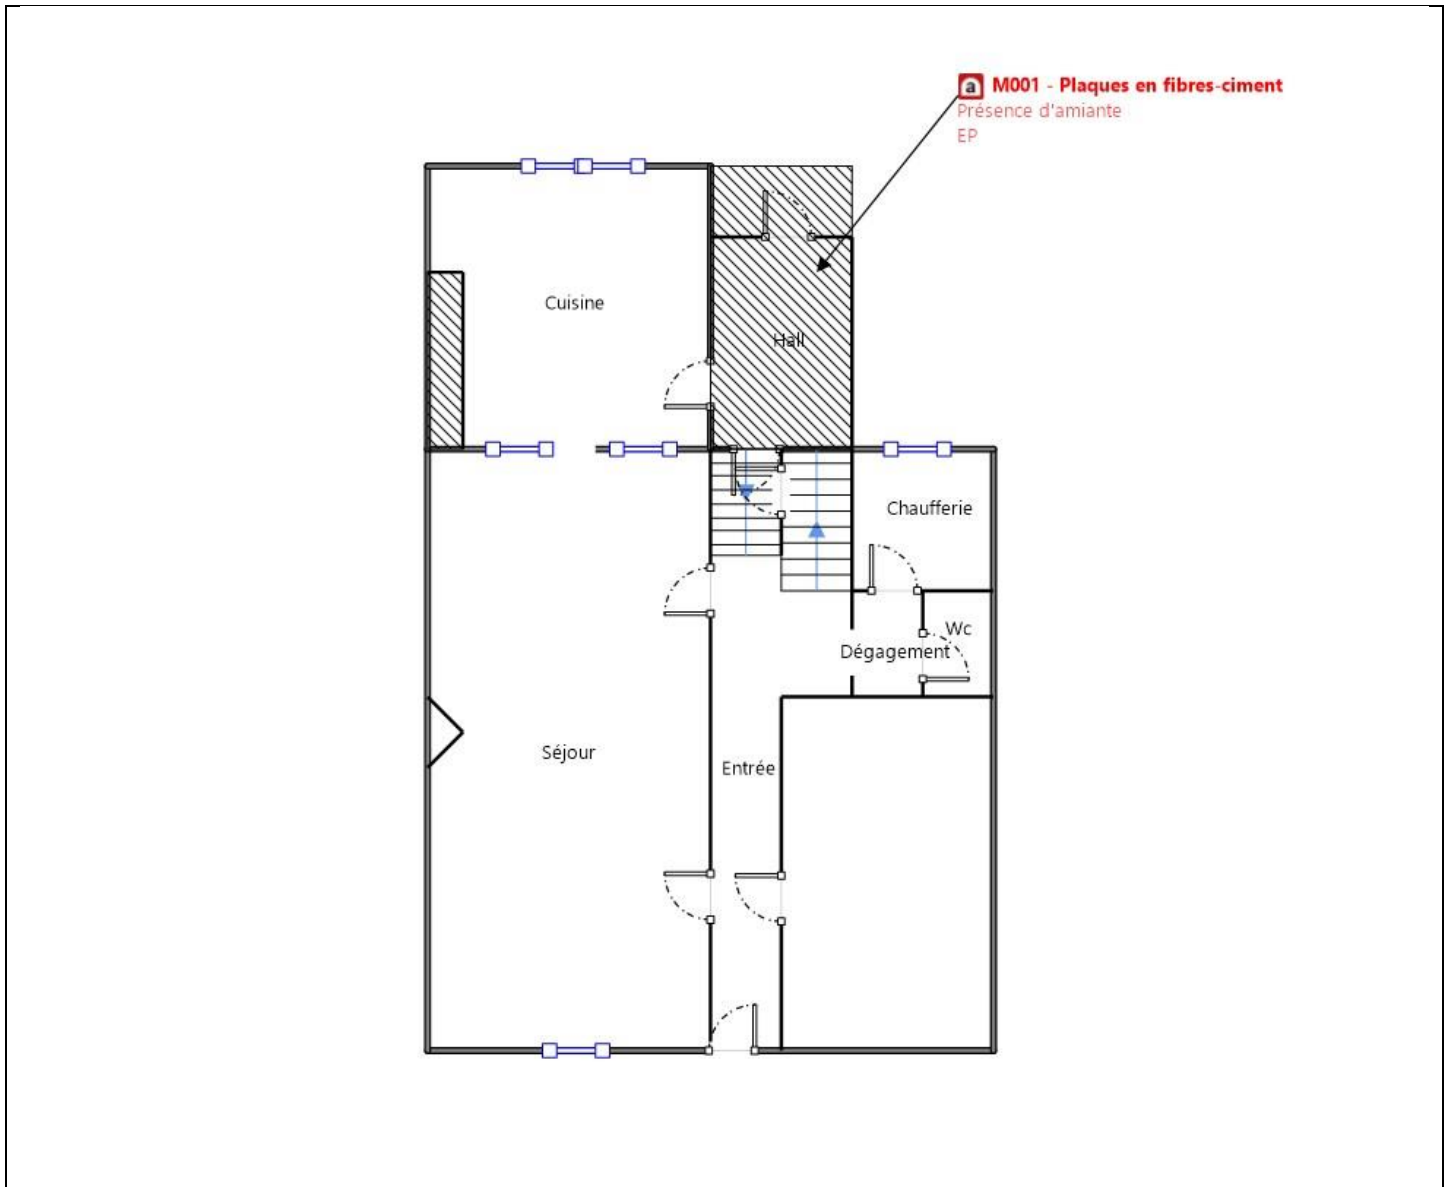 a M001 - Plaques en fibres-ciment
Présence d'amiante
EP
Cuisine
Hall
Chaufferie
Wc
Dégagement
Séjour
Entrée